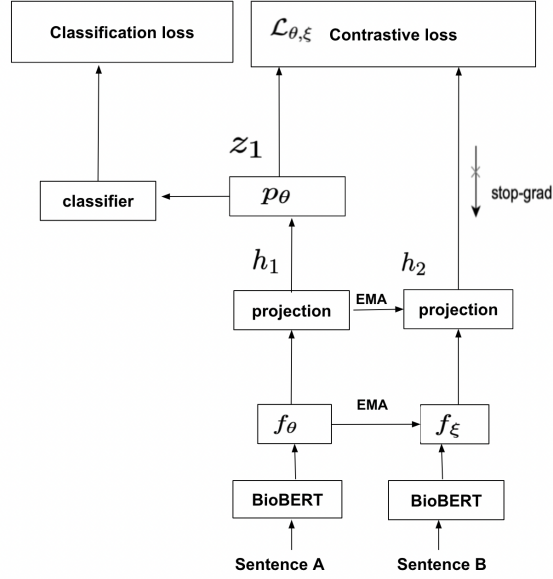 Classification loss
ℒθ,ξ Contrastive loss
z₁
pθ
classifier
stop-grad
h₁
h₂
projection
EMA
projection
fθ
EMA
fξ
BioBERT
BioBERT
Sentence A
Sentence B